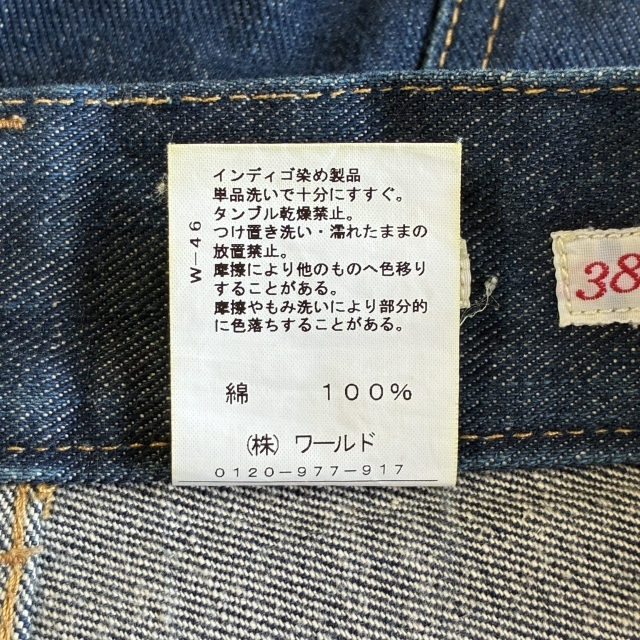 インディゴ染め製品
単品洗いで十分にすすぐ。
タンブル乾燥禁止。
つけ置き洗い・濡れたままの
放置禁止。
摩擦により他のものへ色移り
することがある。
摩擦やもみ洗いにより部分的
に色落ちすることがある。
W-46
綿 100%
(株) ワールド
0120-977-917
38